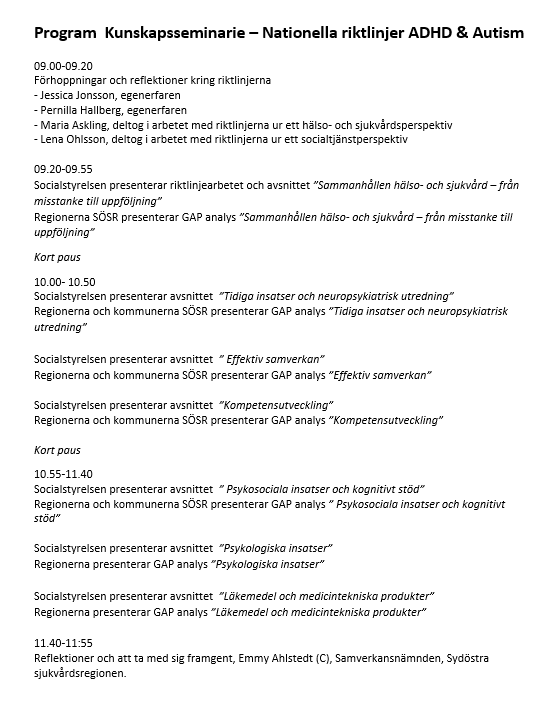 Program  Kunskapsseminarie – Nationella riktlinjer ADHD & Autism
09.00-09.20
Förhoppningar och reflektioner kring riktlinjerna
- Jessica Jonsson, egenerfaren
- Pernilla Hallberg, egenerfaren
- Maria Askling, deltog i arbetet med riktlinjerna ur ett hälso- och sjukvårdsperspektiv
- Lena Ohlsson, deltog i arbetet med riktlinjerna ur ett socialtjänstperspektiv
09.20-09.55
Socialstyrelsen presenterar riktlinjearbetet och avsnittet ”Sammanhållen hälso- och sjukvård – från
misstanke till uppföljning”
Regionerna SÖSR presenterar GAP analys ”Sammanhållen hälso- och sjukvård – från misstanke till
uppföljning”
Kort paus
10.00- 10.50
Socialstyrelsen presenterar avsnittet  ”Tidiga insatser och neuropsykiatrisk utredning”
Regionerna och kommunerna SÖSR presenterar GAP analys ”Tidiga insatser och neuropsykiatrisk
utredning”
Socialstyrelsen presenterar avsnittet  ” Effektiv samverkan”
Regionerna och kommunerna SÖSR presenterar GAP analys ”Effektiv samverkan”
Socialstyrelsen presenterar avsnittet  ”Kompetensutveckling”
Regionerna och kommunerna SÖSR presenterar GAP analys ”Kompetensutveckling”
Kort paus
10.55-11.40
Socialstyrelsen presenterar avsnittet  ” Psykosociala insatser och kognitivt stöd”
Regionerna och kommunerna SÖSR presenterar GAP analys ” Psykosociala insatser och kognitivt
stöd”
Socialstyrelsen presenterar avsnittet  ”Psykologiska insatser”
Regionerna presenterar GAP analys ”Psykologiska insatser”
Socialstyrelsen presenterar avsnittet  ”Läkemedel och medicintekniska produkter”
Regionerna presenterar GAP analys ”Läkemedel och medicintekniska produkter”
11.40-11:55
Reflektioner och att ta med sig framgent, Emmy Ahlstedt (C), Samverkansnämnden, Sydöstra
sjukvårdsregionen.